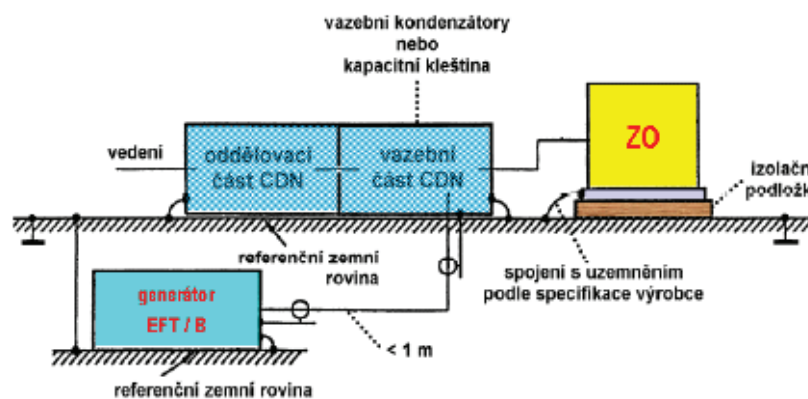 vazební kondenzátory
nebo
kapacitní kleština
vedení
oddělovací
část CDN
vazební
část CDN
ZO
izolačn
podložk
referenční zemní
rovina
spojení s uzemněním
podle specifikace výrobce
generátor
EFT / B
< 1 m
referenční zemní rovina